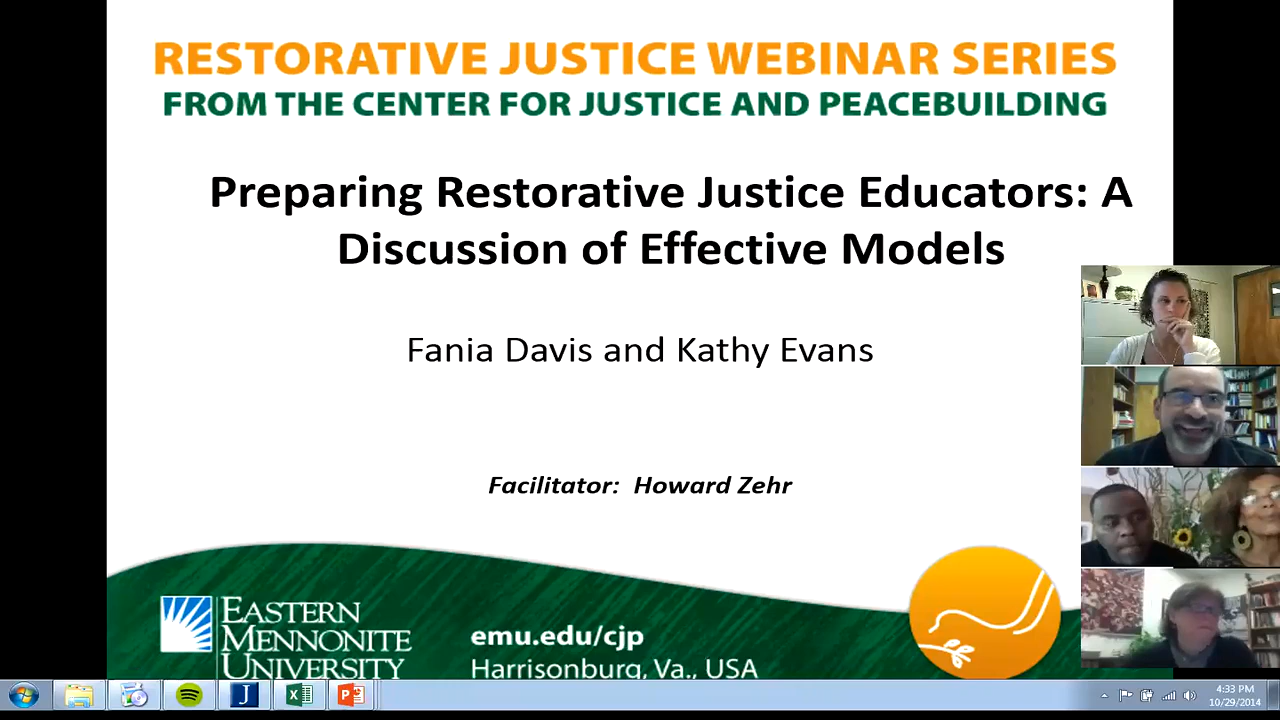 RESTORATIVE JUSTICE WEBINAR SERIES
FROM THE CENTER FOR JUSTICE AND PEACEBUILDING
Preparing Restorative Justice Educators: A
Discussion of Effective Models
Fania Davis and Kathy Evans
Facilitator: Howard Zehr
EASTERN
MENNONITE
UNIVERSITY
emu.edu/cjp
Harrisonburg, Va., USA
4:33 PM
10/29/2014